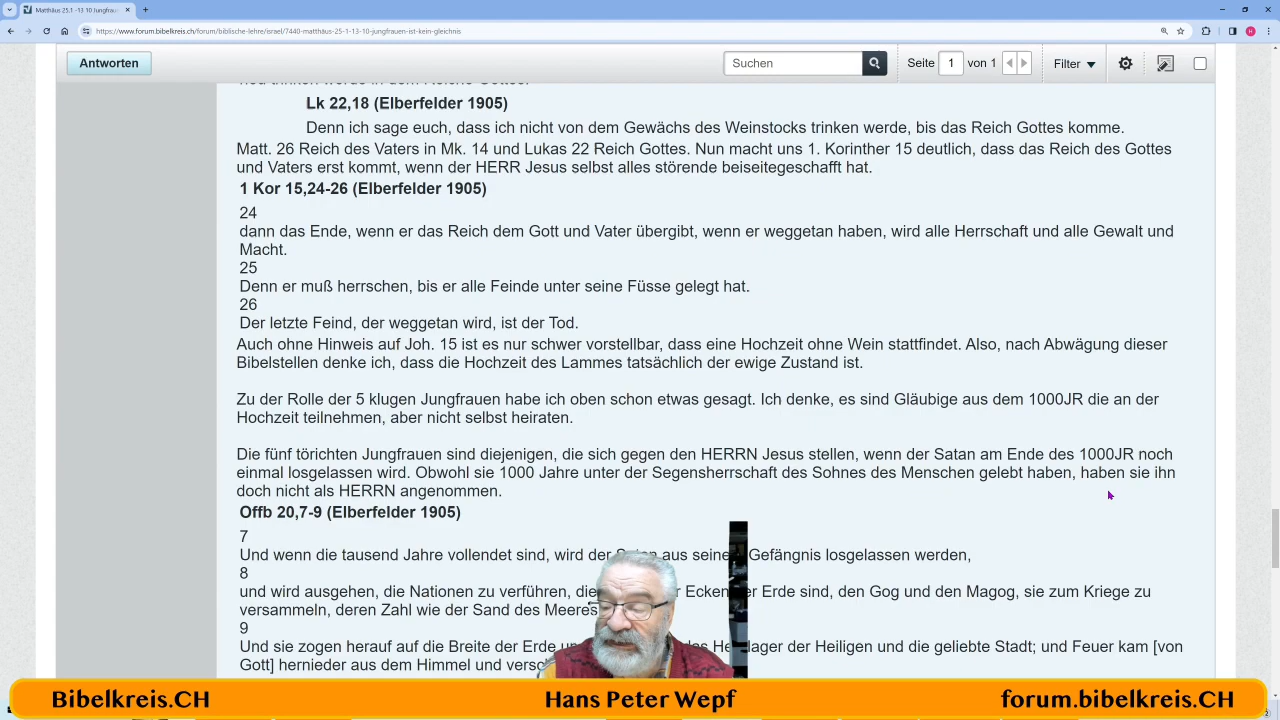 Matthäus 25.1 -13 10 Jungfrauen
https://www.forum.bibelkreis.ch/forum/biblische-lehre/israel/7440-matthäus-25-1-13-10-jungfrauen-ist-kein-gleichnis
Antworten
Suchen
Seite 1 von 1
Filter
Lk 22,18 (Elberfelder 1905)
Denn ich sage euch, dass ich nicht von dem Gewächs des Weinstocks trinken werde, bis das Reich Gottes komme.
Matt. 26 Reich des Vaters in Mk. 14 und Lukas 22 Reich Gottes. Nun macht uns 1. Korinther 15 deutlich, dass das Reich des Gottes
und Vaters erst kommt, wenn der HERR Jesus selbst alles störende beiseitegeschafft hat.
1 Kor 15,24-26 (Elberfelder 1905)
24
dann das Ende, wenn er das Reich dem Gott und Vater übergibt, wenn er weggetan haben, wird alle Herrschaft und alle Gewalt und
Macht.
25
Denn er muß herrschen, bis er alle Feinde unter seine Füsse gelegt hat.
26
Der letzte Feind, der weggetan wird, ist der Tod.
Auch ohne Hinweis auf Joh. 15 ist es nur schwer vorstellbar, dass eine Hochzeit ohne Wein stattfindet. Also, nach Abwägung dieser
Bibelstellen denke ich, dass die Hochzeit des Lammes tatsächlich der ewige Zustand ist.
Zu der Rolle der 5 klugen Jungfrauen habe ich oben schon etwas gesagt. Ich denke, es sind Gläubige aus dem 1000JR die an der
Hochzeit teilnehmen, aber nicht selbst heiraten.
Die fünf törichten Jungfrauen sind diejenigen, die sich gegen den HERRN Jesus stellen, wenn der Satan am Ende des 1000JR noch
einmal losgelassen wird. Obwohl sie 1000 Jahre unter der Segensherrschaft des Sohnes des Menschen gelebt haben, haben sie ihn
doch nicht als HERRN angenommen.
Offb 20,7-9 (Elberfelder 1905)
7
Und wenn die tausend Jahre vollendet sind, wird der aus Gefängnis losgelassen werden,
8
und wird ausgehen, die Nationen zu verführen, die Ecken Erde sind, den Gog und den Magog, sie zum Kriege zu
versammeln, deren Zahl wie der Sand des Meeres
9
Und sie zogen herauf auf die Breite der Erde der Heiligen und die geliebte Stadt; und Feuer kam [von
Gott] hernieder aus dem Himmel und
Bibelkreis.CH Hans Peter Wepf forum.bibelkreis.CH